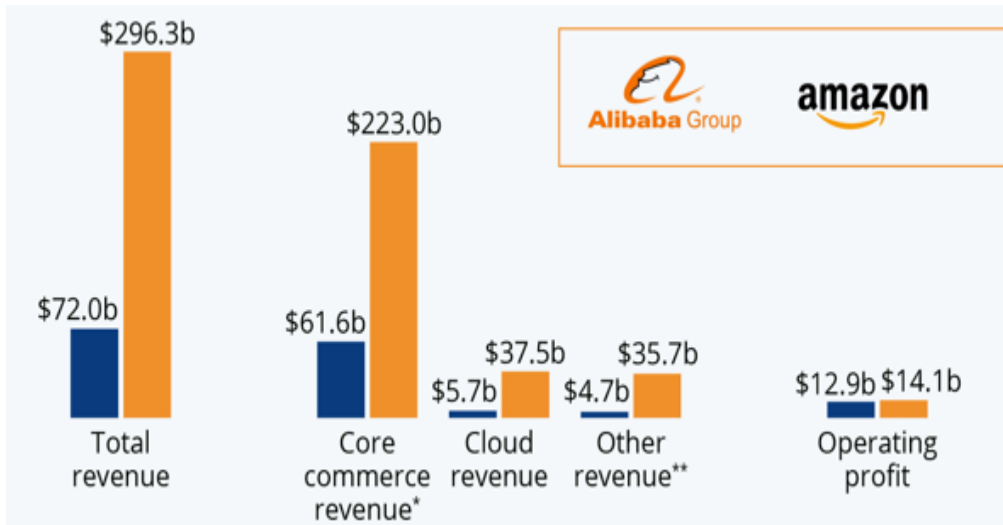 $296.3b
$223.0b
Alibaba Group
amazon
$72.0b
$61.6b
$37.5b
$35.7b
$5.7b
$4.7b
$12.9b
$14.1b
Total
revenue
Core
commerce
revenue*
Cloud
revenue
Other
revenue**
Operating
profit